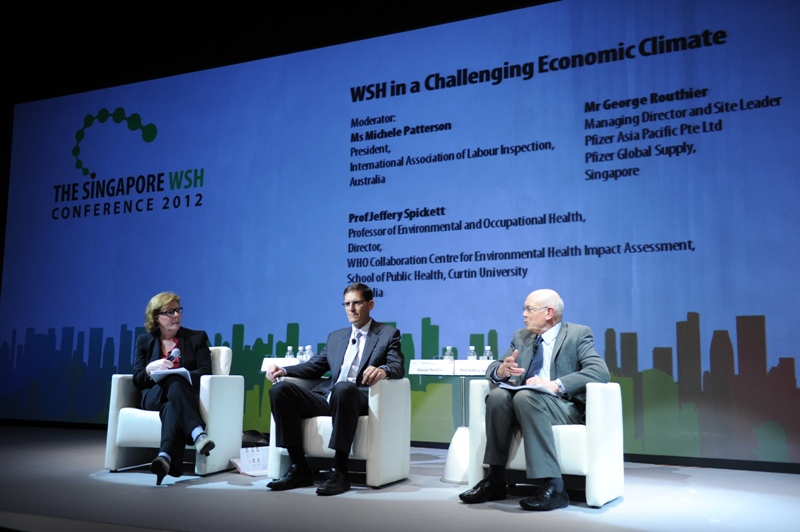 WSH in a Challenging Economic Climate
THE SINGAPORE WSH
CONFERENCE 2012
Moderator:
Ms Michele Patterson
President,
International Association of Labour Inspection,
Australia
Mr George Routhier
Managing Director and Site Leader
Pfizer Asia Pacific Pte Ltd
Pfizer Global Supply,
Singapore
Prof Jeffery Spickett
Professor of Environmental and Occupational Health,
Director,
WHO Collaboration Centre for Environmental Health Impact Assessment,
School of Public Health, Curtin University